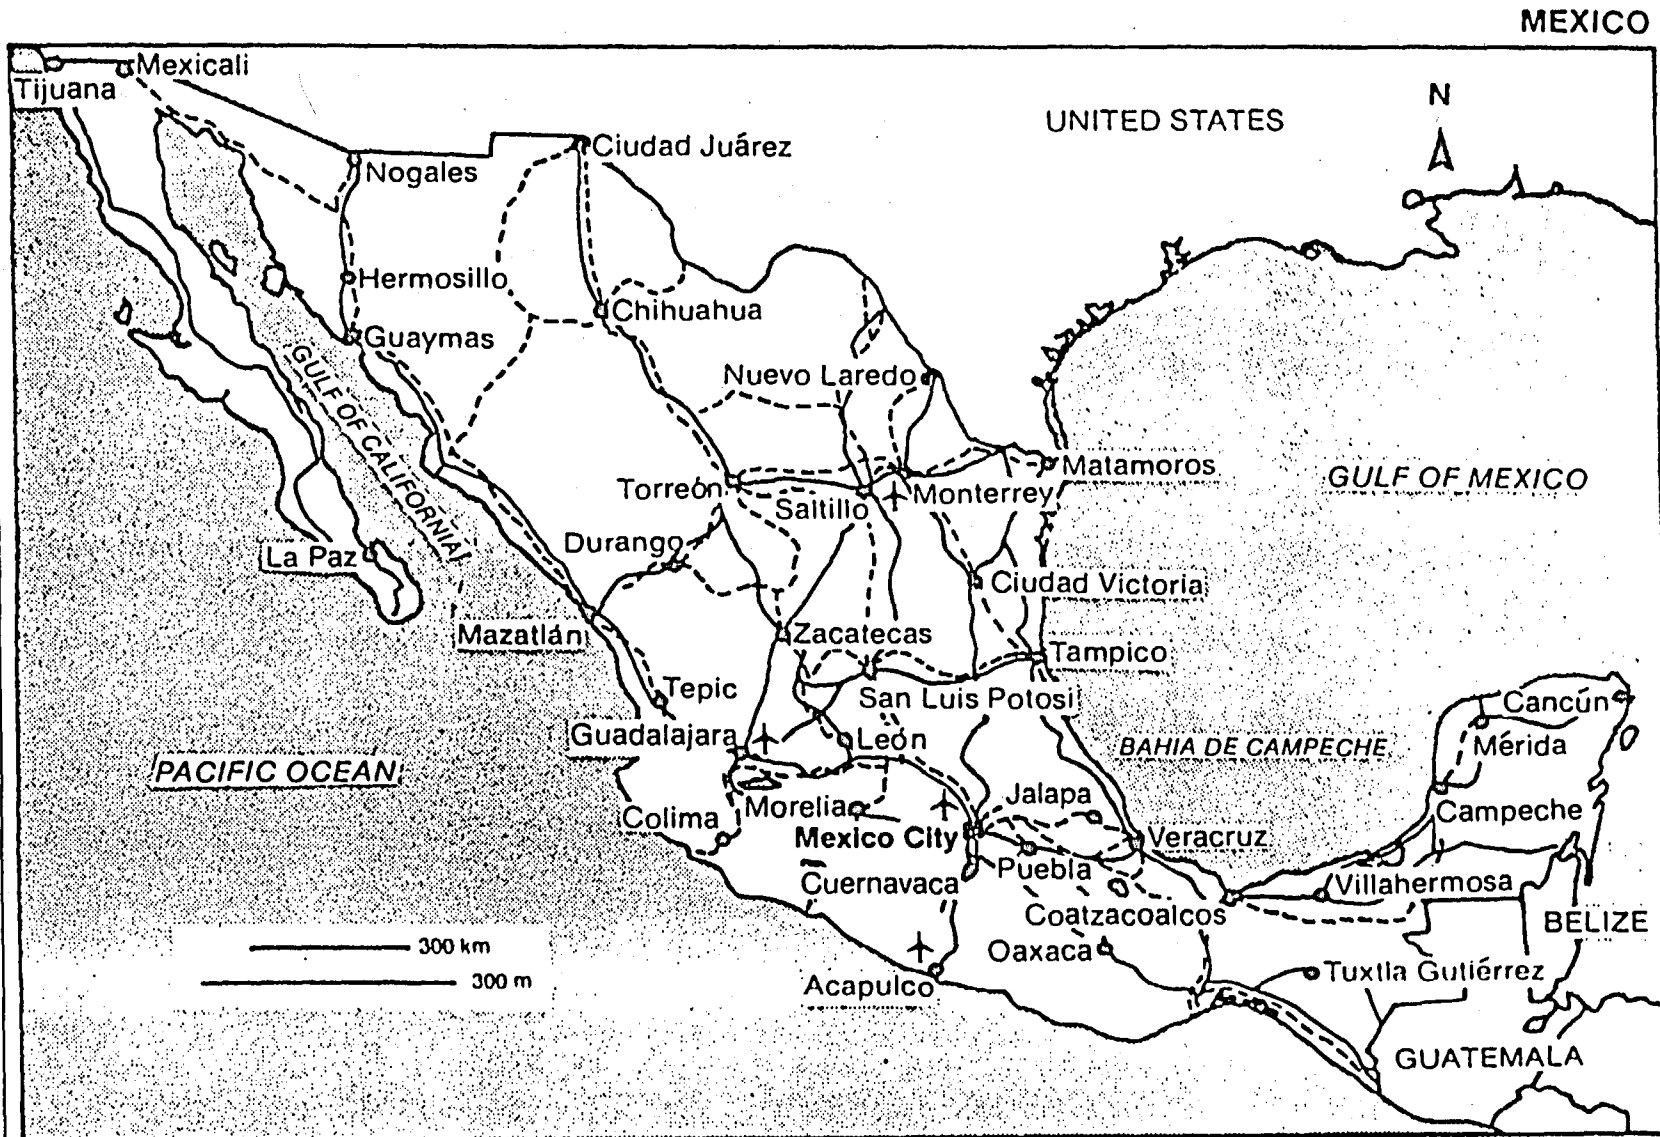 MEXICO
Mexicali
Tijuana
UNITED STATES
N
Ciudad Juárez
Nogales
Hermosillo
Chihuahua
Guaymas
GULF OF CALIFORNIA
Nuevo Laredo
Matamoros
GULF OF MEXICO
Torreón
Saltillo
Monterrey
Durango
La Paz
Ciudad Victoria
Mazatlán
Zacatecas
Tampico
Tepic
San Luis Potosi
Cancún
Guadalajara
León
BAHIA DE CAMPECHE
Mérida
PACIFIC OCEAN
Morelia
Jalapa
Colima
Campeche
Mexico City
Veracruz
Puebla
Cuernavaca
Villahermosa
Coatzacoalcos
BELIZE
300 km
Oaxaca
300 m
Acapulco
Tuxtla Gutiérrez
GUATEMALA